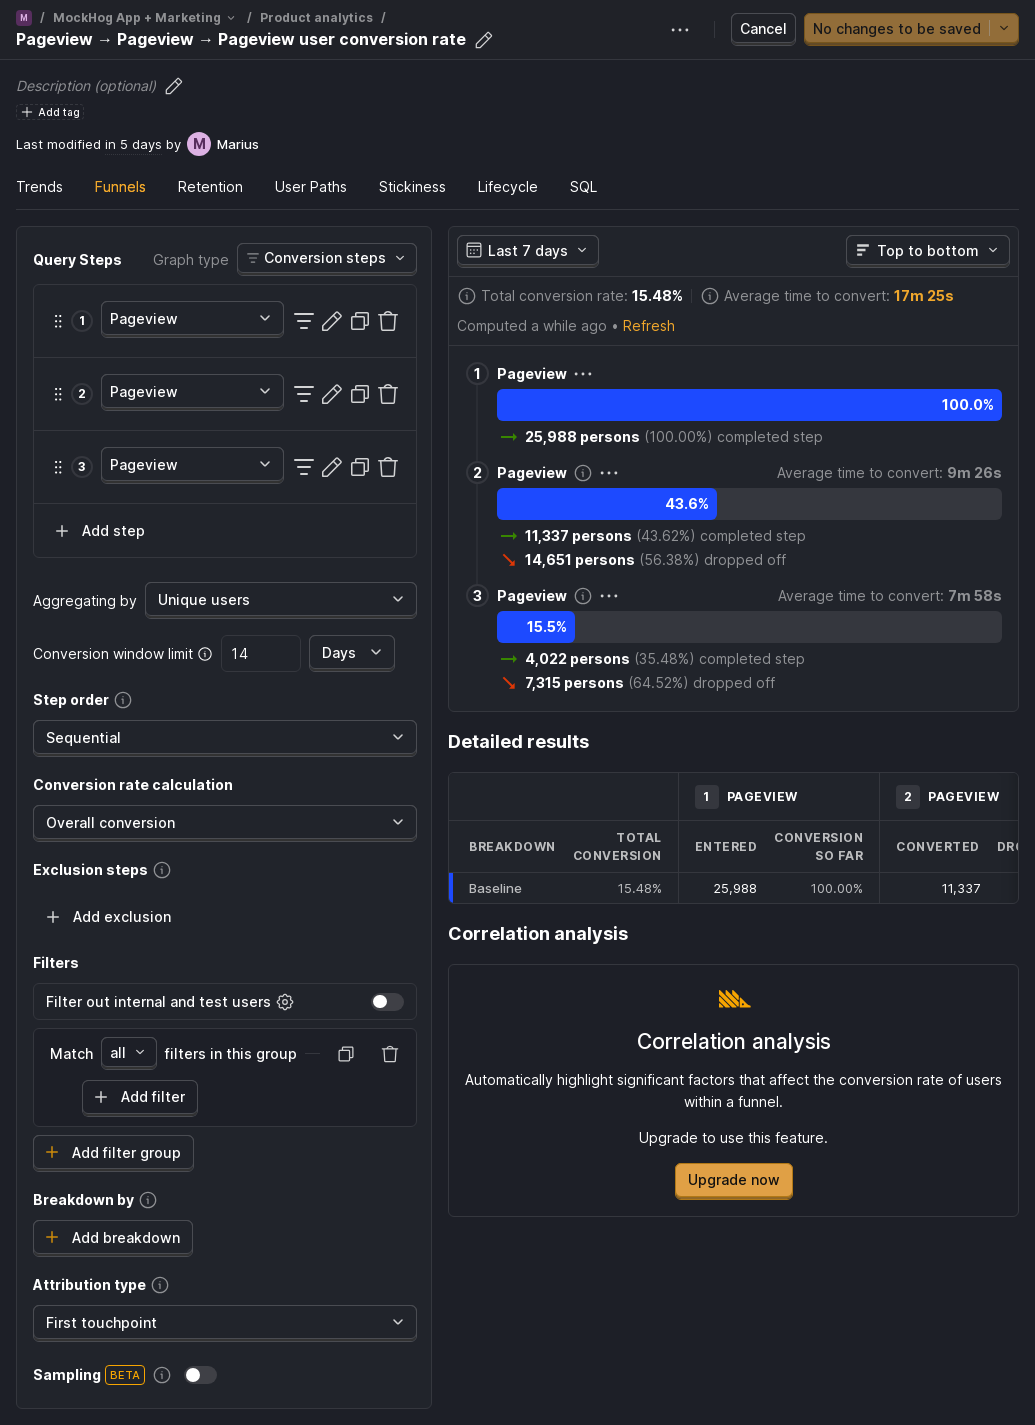 M / MockHog App + Marketing / Product analytics /
Pageview → Pageview → Pageview user conversion rate
Cancel
No changes to be saved
Description (optional)
Add tag
Last modified in 5 days by M Marius
Trends Funnels Retention User Paths Stickiness Lifecycle SQL
Query Steps
Graph type
Conversion steps
1 Pageview
2 Pageview
3 Pageview
Add step
Aggregating by Unique users
Conversion window limit 14 Days
Step order
Sequential
Conversion rate calculation
Overall conversion
Exclusion steps
Add exclusion
Filters
Filter out internal and test users
Match all filters in this group
Add filter
Add filter group
Breakdown by
Add breakdown
Attribution type
First touchpoint
Sampling BETA
Last 7 days
Top to bottom
Total conversion rate: 15.48%
Average time to convert: 17m 25s
Computed a while ago • Refresh
1 Pageview
100.0%
25,988 persons (100.00%) completed step
2 Pageview
Average time to convert: 9m 26s
43.6%
11,337 persons (43.62%) completed step
14,651 persons (56.38%) dropped off
3 Pageview
Average time to convert: 7m 58s
15.5%
4,022 persons (35.48%) completed step
7,315 persons (64.52%) dropped off
Detailed results
1 PAGEVIEW
2 PAGEVIEW
BREAKDOWN
TOTAL
CONVERSION
ENTERED
CONVERSION
SO FAR
CONVERTED
Baseline 15.48% 25,988 100.00% 11,337
Correlation analysis
Correlation analysis
Automatically highlight significant factors that affect the conversion rate of users
within a funnel.
Upgrade to use this feature.
Upgrade now